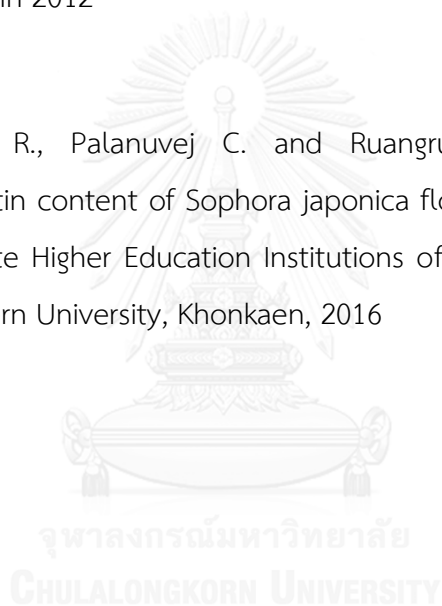 in 2012
R., Palanuvej C. and Ruangru
tin content of Sophora japonica flo
te Higher Education Institutions of
rn University, Khonkaen, 2016
จุฬาลงกรณ์มหาวิทยาลัย
CHULALONGKORN UNIVERSITY